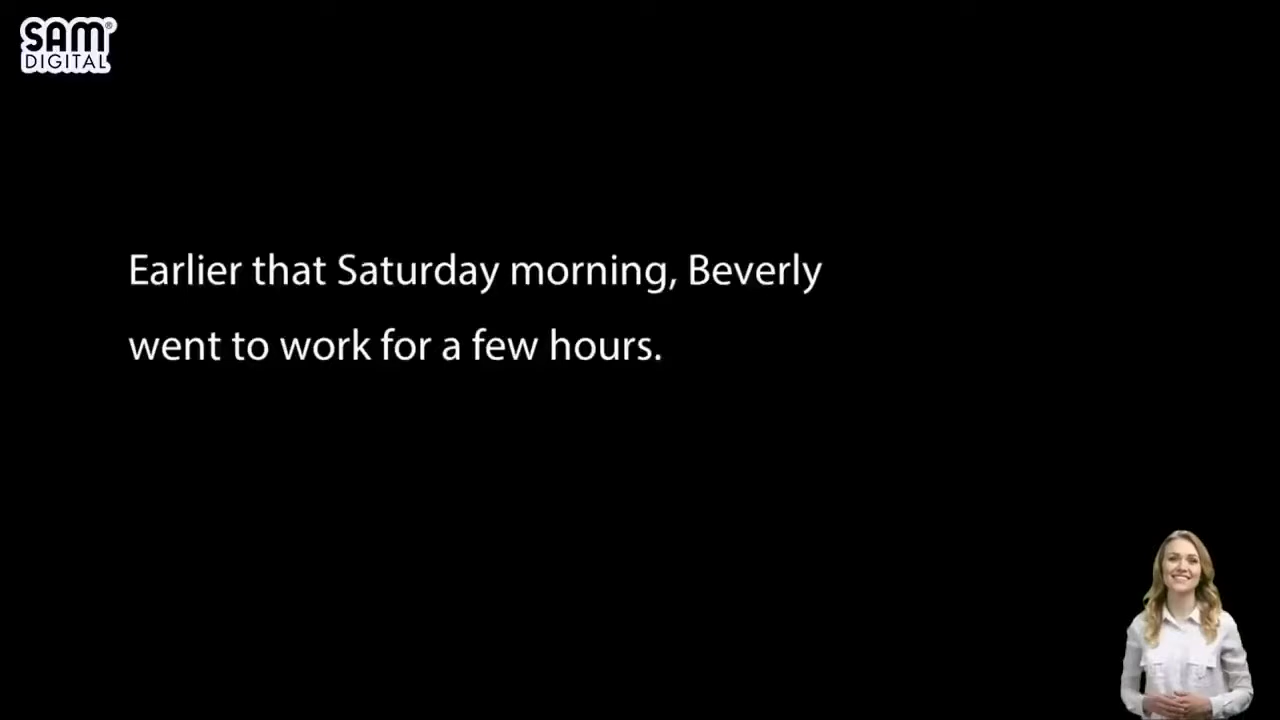 SAM®
DIGITAL
Earlier that Saturday morning, Beverly
went to work for a few hours.